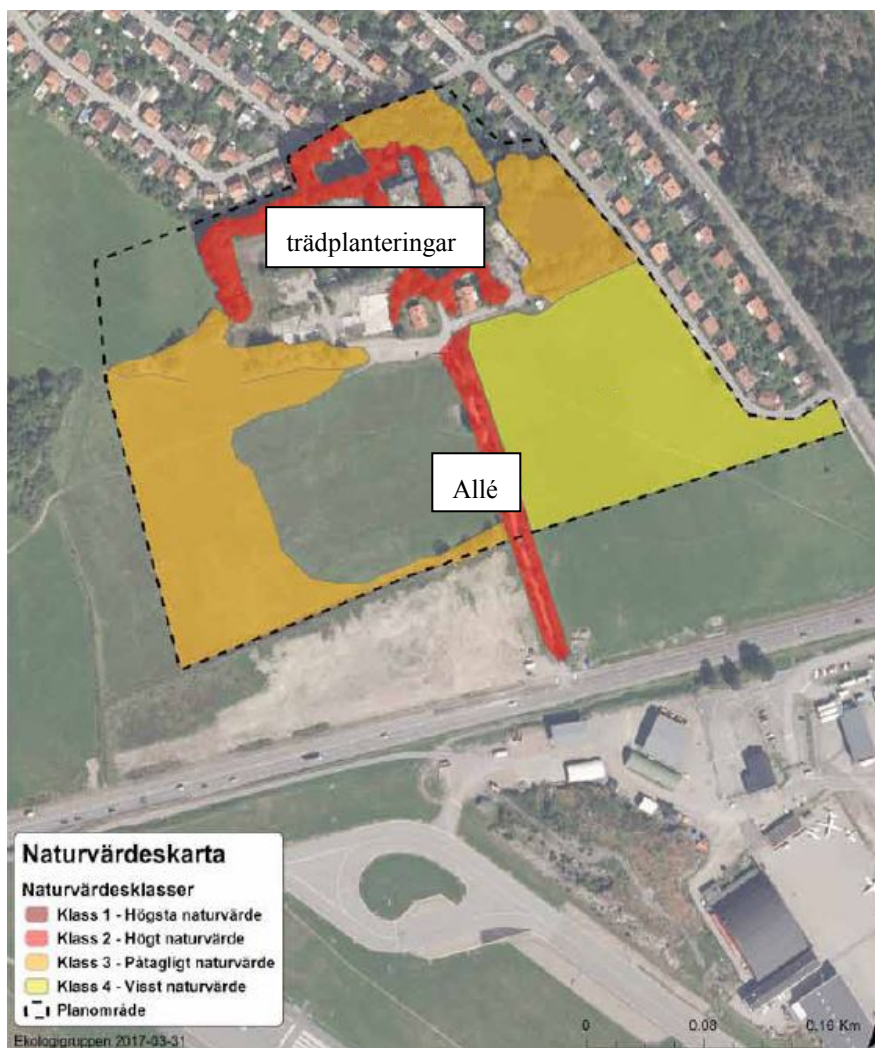 trädplanteringar
Allé
Naturvärdeskarta
Naturvärdesklasser
Klass 1 - Högsta naturvärde
Klass 2 - Högt naturvärde
Klass 3 - Påtagligt naturvärde
Klass 4 - Visst naturvärde
Planområde
Ekologigruppen 2017-03-31
0 0.08 0.16 Km